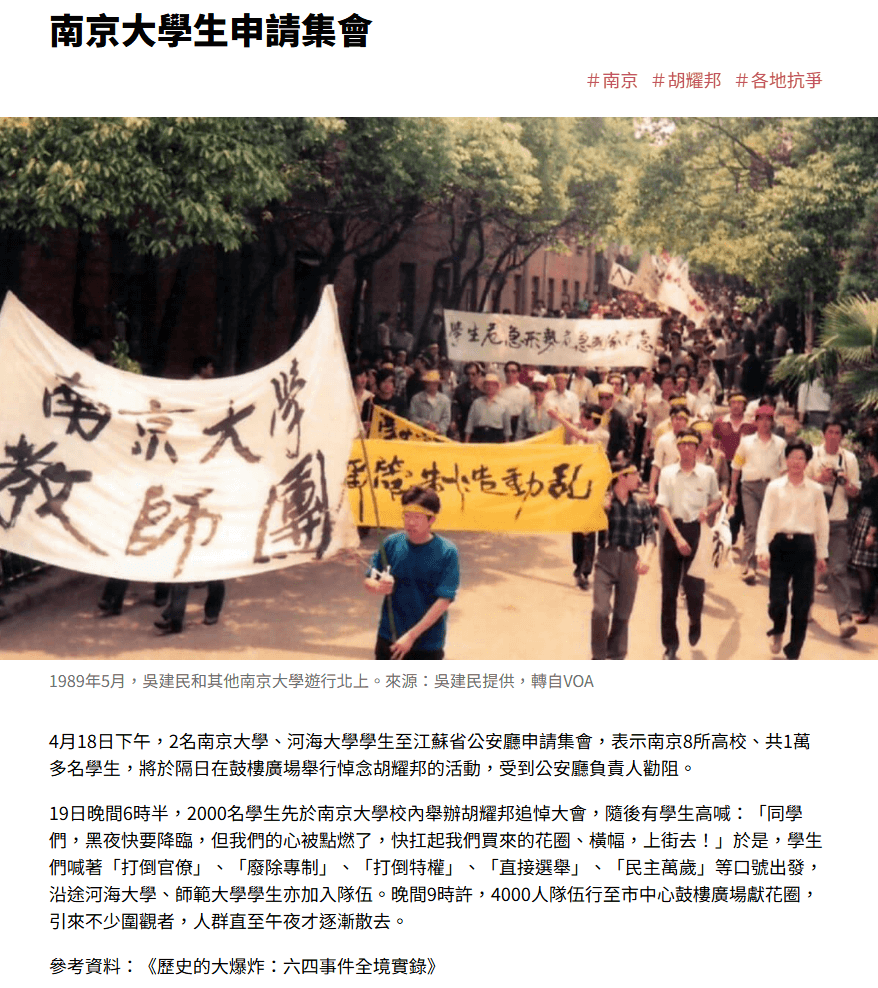 南京大學生申請集會
＃南京 ＃胡耀邦 ＃各地抗爭
南京大學
教師團
學生危急形勢危急
製造動乱
1989年5月，吳建民和其他南京大學遊行北上。來源：吳建民提供，轉自VOA
4月18日下午，2名南京大學、河海大學學生至江蘇省公安廳申請集會，表示南京8所高校、共1萬
多名學生，將於隔日在鼓樓廣場舉行悼念胡耀邦的活動，受到公安廳負責人勸阻。
19日晚間6時半，2000名學生先於南京大學校內舉辦胡耀邦追悼大會，隨後有學生高喊：「同學
們，黑夜快要降臨，但我們的心被點燃了，快扛起我們買來的花圈、橫幅，上街去！」於是，學生
們喊著「打倒官僚」、「廢除專制」、「打倒特權」、「直接選舉」、「民主萬歲」等口號出發，
沿途河海大學、師範大學學生亦加入隊伍。晚間9時許，4000人隊伍行至市中心鼓樓廣場獻花圈，
引來不少圍觀者，人群直至午夜才逐漸散去。
參考資料：《歷史的大爆炸：六四事件全境實錄》